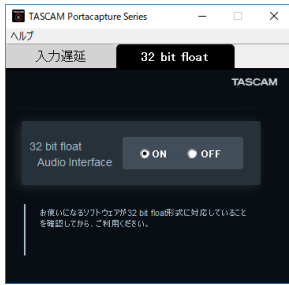 TASCAM Portacapture Series
ヘルプ
入力遅延 32 bit float
TASCAM
32 bit float
Audio Interface
ON OFF
お使いになるソフトウェアが32 bit float形式に対応していること
を確認してから、ご利用ください。